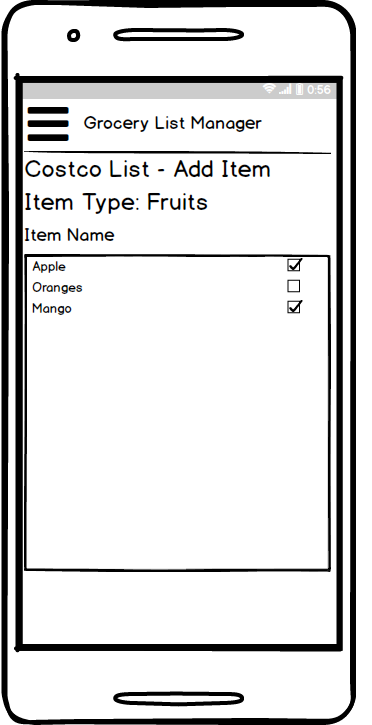 0:56
Grocery List Manager
Costco List - Add Item
Item Type: Fruits
Item Name
Apple
Oranges
Mango